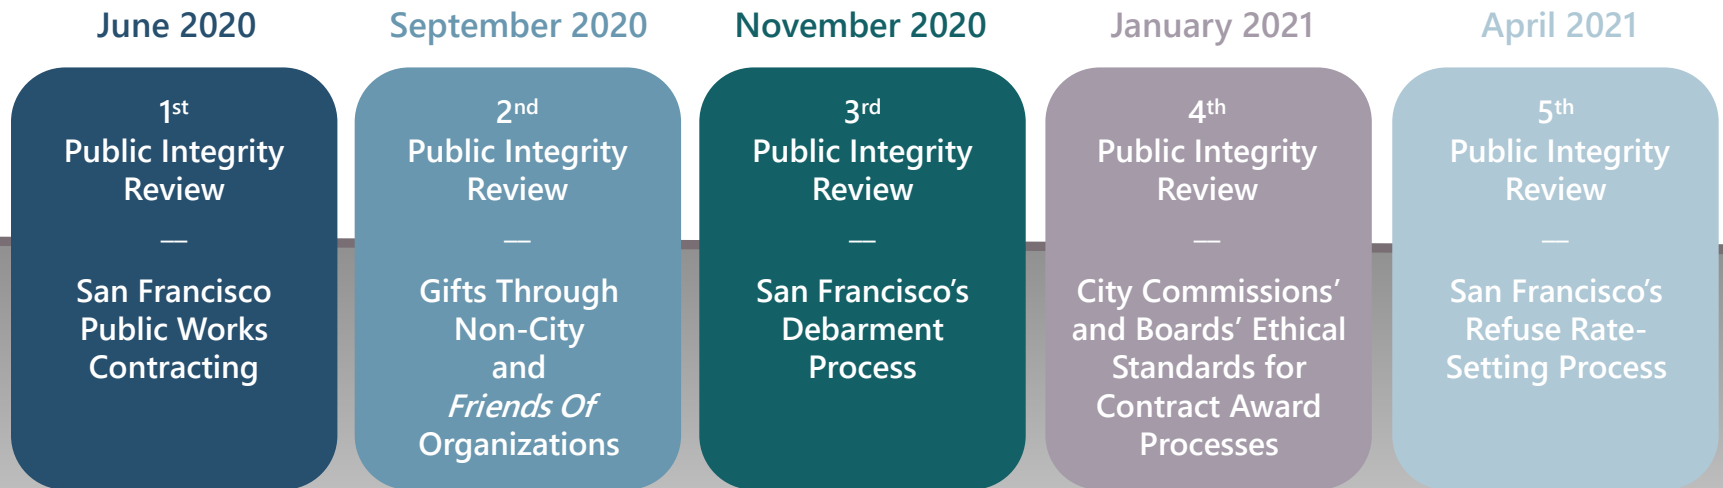 June 2020
1st
Public Integrity
Review
—
San Francisco
Public Works
Contracting
September 2020
2nd
Public Integrity
Review
—
Gifts Through
Non-City
and
Friends Of
Organizations
November 2020
3rd
Public Integrity
Review
—
San Francisco’s
Debarment
Process
January 2021
4th
Public Integrity
Review
—
City Commissions’
and Boards’ Ethical
Standards for
Contract Award
Processes
April 2021
5th
Public Integrity
Review
—
San Francisco’s
Refuse Rate-
Setting Process